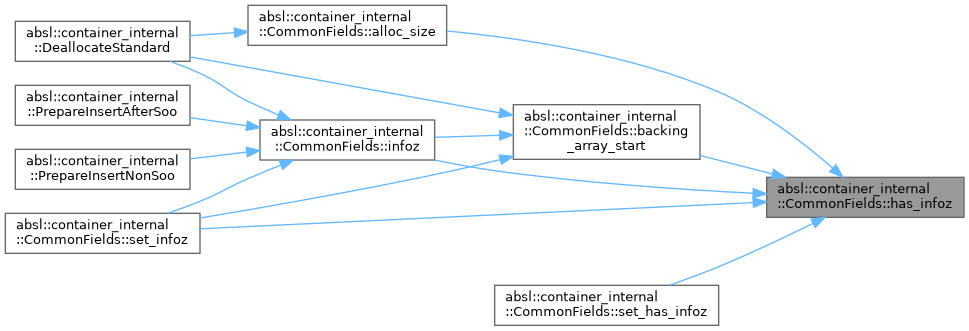 absl::container_internal
::DeallocateStandard
absl::container_internal
::CommonFields::alloc_size
absl::container_internal
::PrepareInsertAfterSoo
absl::container_internal
::CommonFields::infoz
absl::container_internal
::CommonFields::backing
_array_start
absl::container_internal
::PrepareInsertNonSoo
absl::container_internal
::CommonFields::has_infoz
absl::container_internal
::CommonFields::set_infoz
absl::container_internal
::CommonFields::set_has_infoz